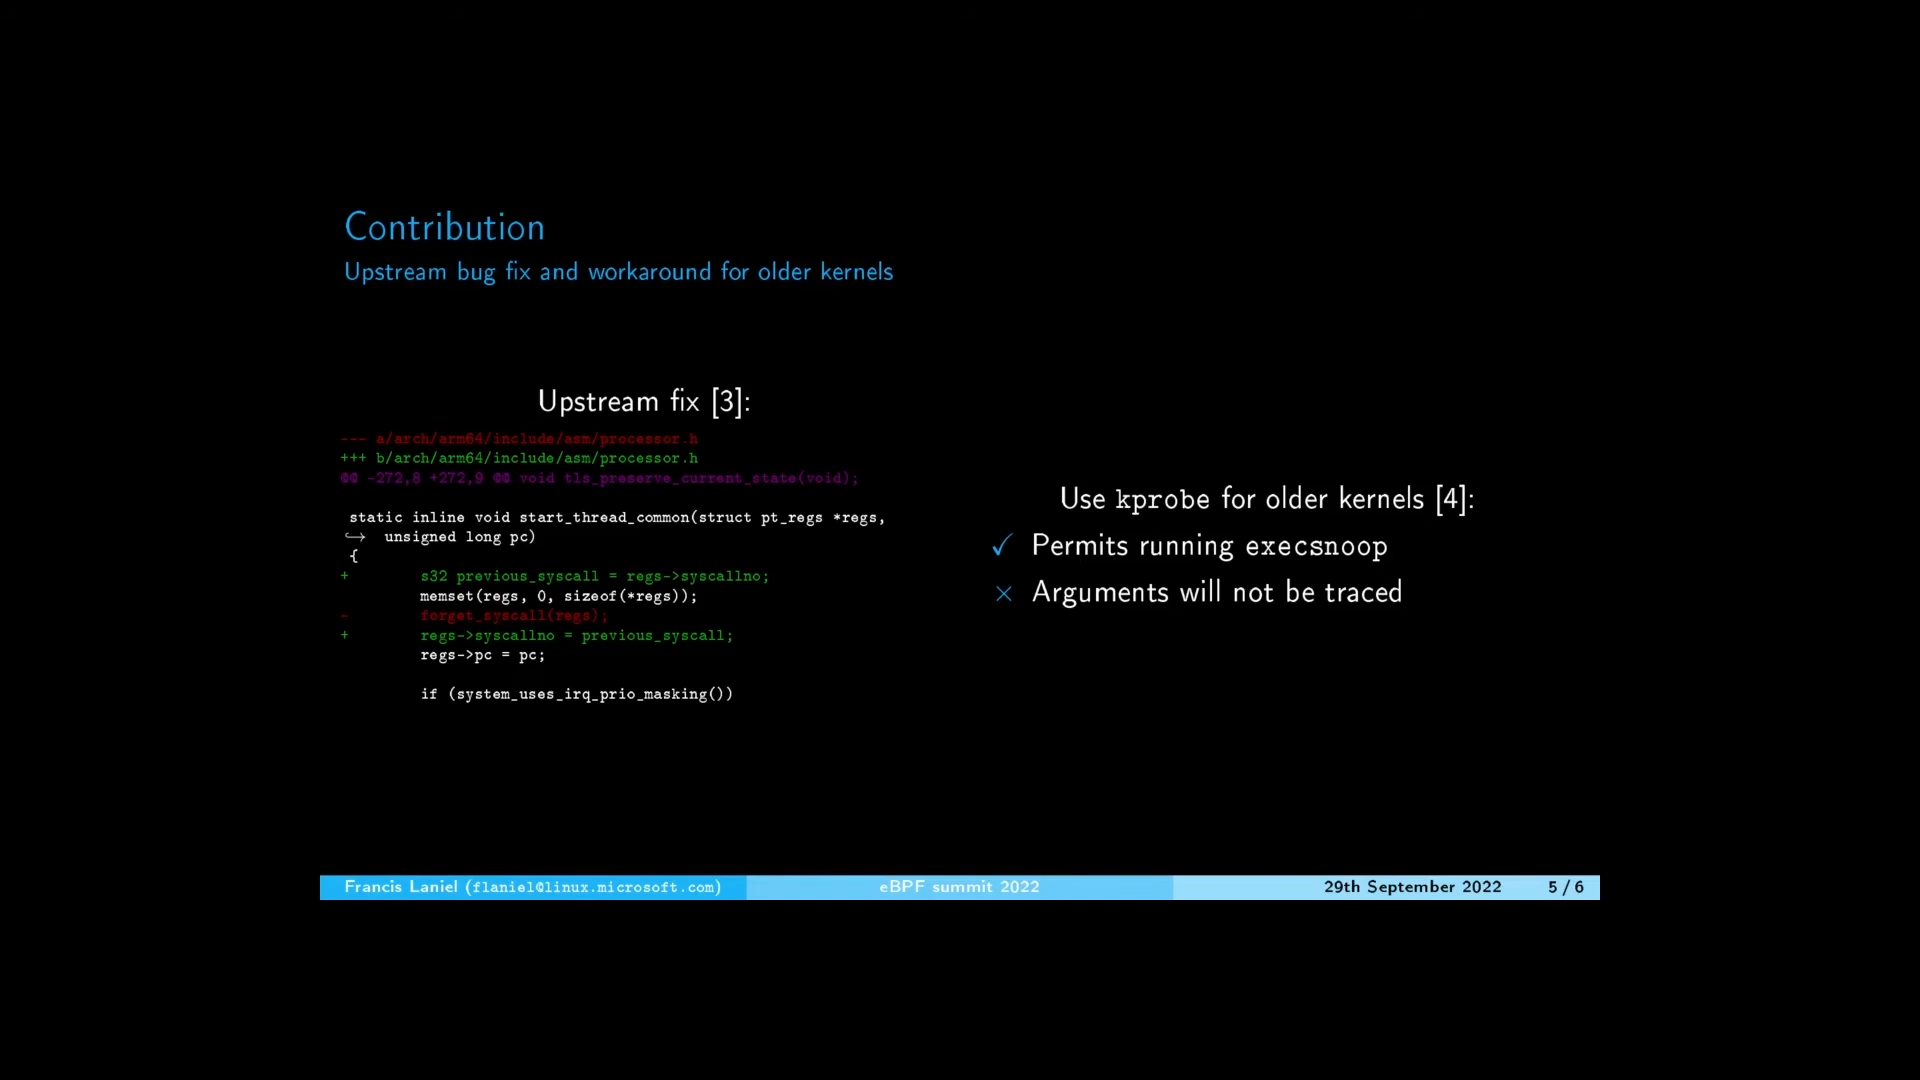 Contribution
Upstream bug fix and workaround for older kernels
Upstream fix [3]:
--- a/arch/arm64/include/asm/processor.h
+++ b/arch/arm64/include/asm/processor.h
@@ -272,8 +272,9 @@ void tls_preserve_current_state(void);
static inline void start_thread_common(struct pt_regs *regs,
↪ unsigned long pc)
{
+ s32 previous_syscall = regs->syscallno;
memset(regs, 0, sizeof(*regs));
- forget_syscall(regs);
+ regs->syscallno = previous_syscall;
regs->pc = pc;
if (system_uses_irq_prio_masking())
Use kprobe for older kernels [4]:
✓ Permits running execsnoop
× Arguments will not be traced
Francis Laniel (flaniel@linux.microsoft.com) eBPF summit 2022 29th September 2022 5 / 6